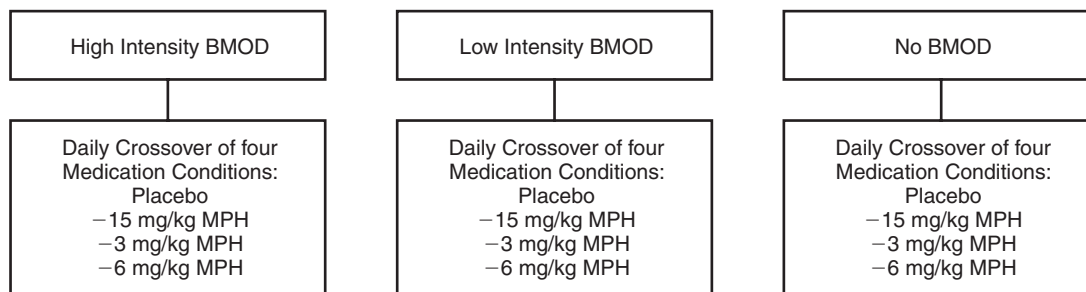 High Intensity BMOD
Daily Crossover of four
Medication Conditions:
Placebo
−15 mg/kg MPH
−3 mg/kg MPH
−6 mg/kg MPH
Low Intensity BMOD
Daily Crossover of four
Medication Conditions:
Placebo
−15 mg/kg MPH
−3 mg/kg MPH
−6 mg/kg MPH
No BMOD
Daily Crossover of four
Medication Conditions:
Placebo
−15 mg/kg MPH
−3 mg/kg MPH
−6 mg/kg MPH